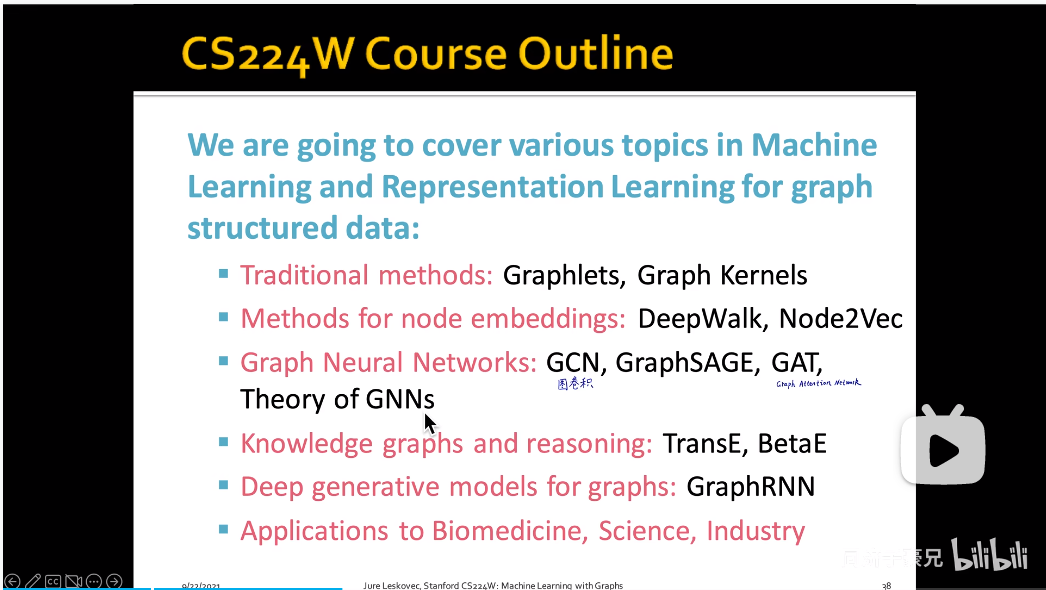 CS224W Course Outline
We are going to cover various topics in Machine
Learning and Representation Learning for graph
structured data:
Traditional methods: Graphlets, Graph Kernels
Methods for node embeddings: DeepWalk, Node2Vec
Graph Neural Networks: GCN, GraphSAGE, GAT,
图卷积 Graph Attention Network
Theory of GNNs
Knowledge graphs and reasoning: TransE, BetaE
Deep generative models for graphs: GraphRNN
Applications to Biomedicine, Science, Industry
豪兄 bilibili
CC
9/22/2021 Jure Leskovec, Stanford CS224W: Machine Learning with Graphs 38